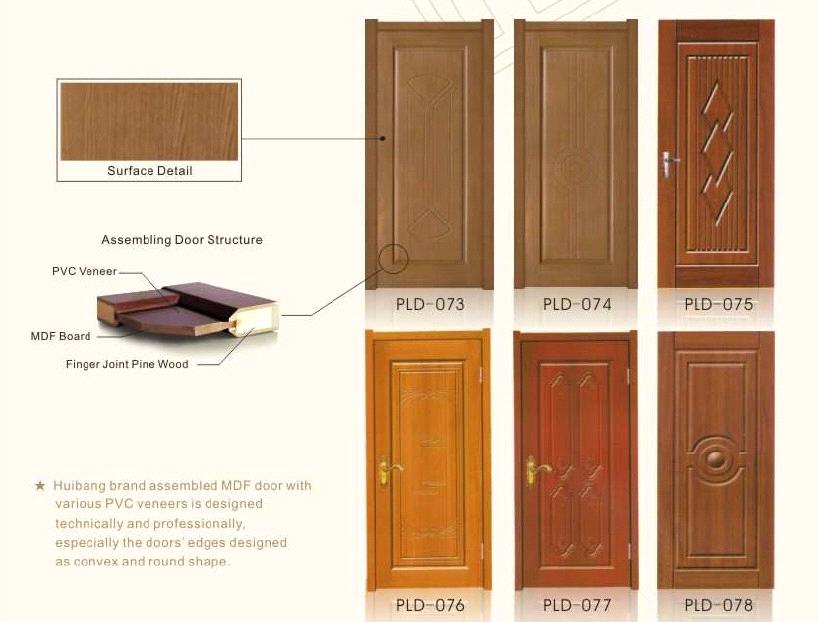 Surface Detail
Assembling Door Structure
PVC Veneer
MDF Board
Finger Joint Pine Wood
★ Huibang brand assembled MDF door with
various PVC veneers is designed
technically and professionally,
especially the doors' edges designed
as convex and round shape.
PLD-073
PLD-074
PLD-075
PLD-076
PLD-077
PLD-078